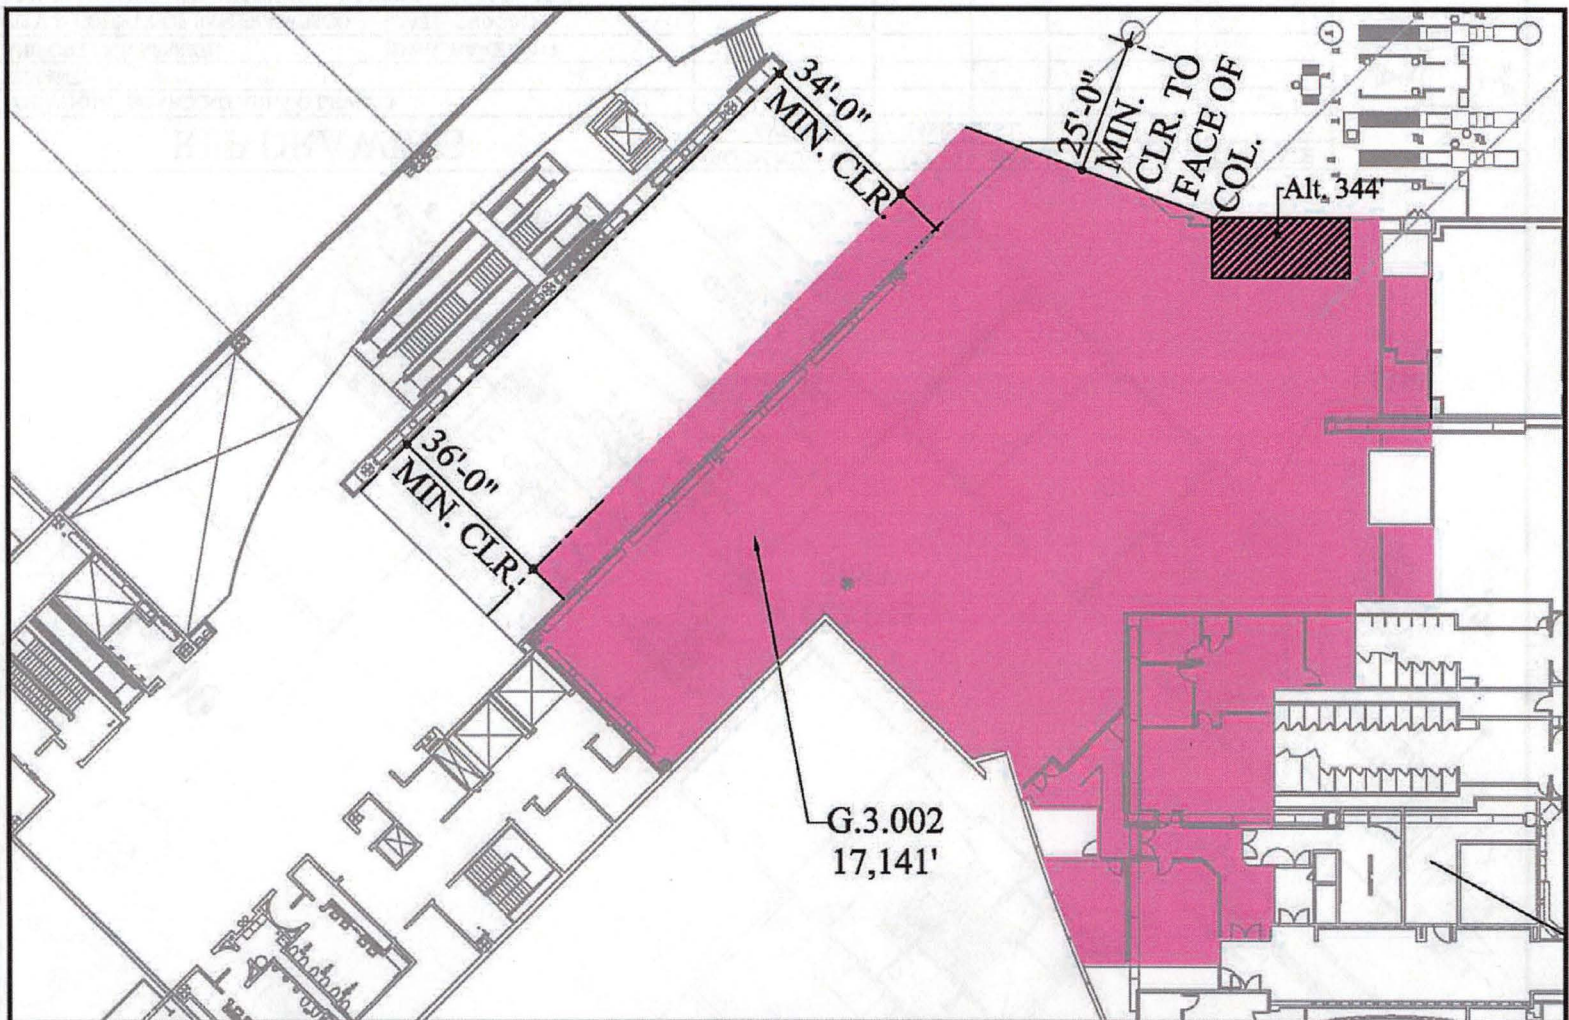 34'-0"
MIN. CLR.
25'-0"
MIN.
CLR. TO
FACE OF
COL.
Alt. 344'
36'-0"
MIN. CLR.
G.3.002
17,141'